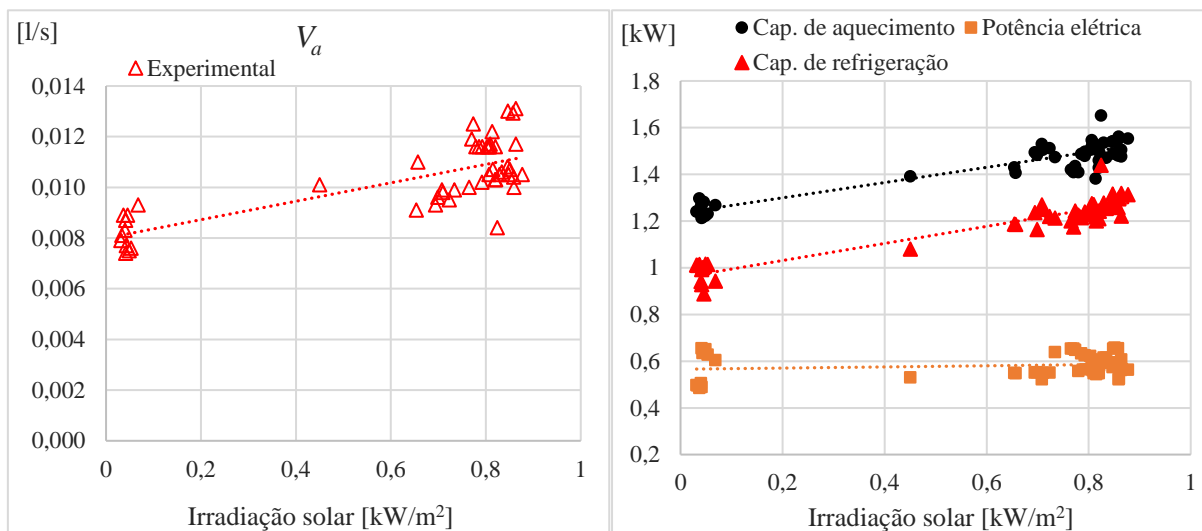 [l/s]
V_a
Experimental
0,014
0,012
0,010
0,008
0,006
0,004
0,002
0,000
0 0,2 0,4 0,6 0,8 1
Irradiação solar [kW/m²]
[kW]
Cap. de aquecimento Potência elétrica
Cap. de refrigeração
1,8
1,6
1,4
1,2
1
0,8
0,6
0,4
0,2
0 0,2 0,4 0,6 0,8 1
Irradiação solar [kW/m²]